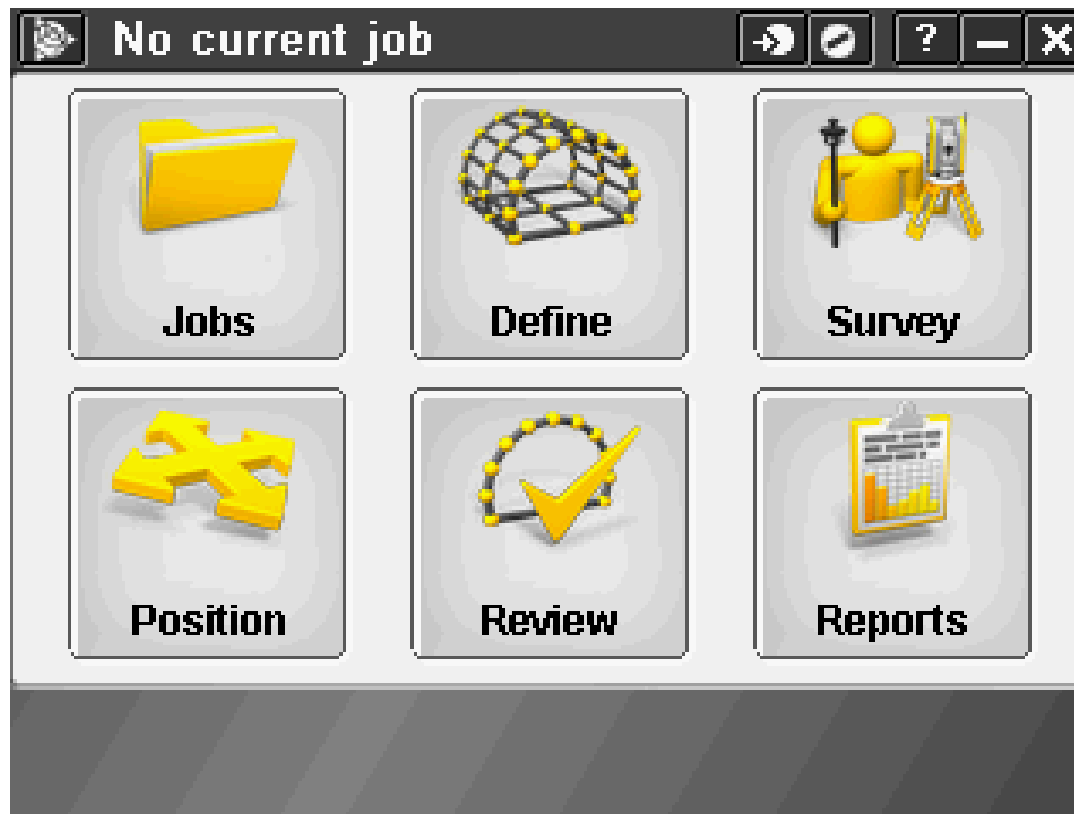 No current job
?
Jobs
Define
Survey
Position
Review
Reports